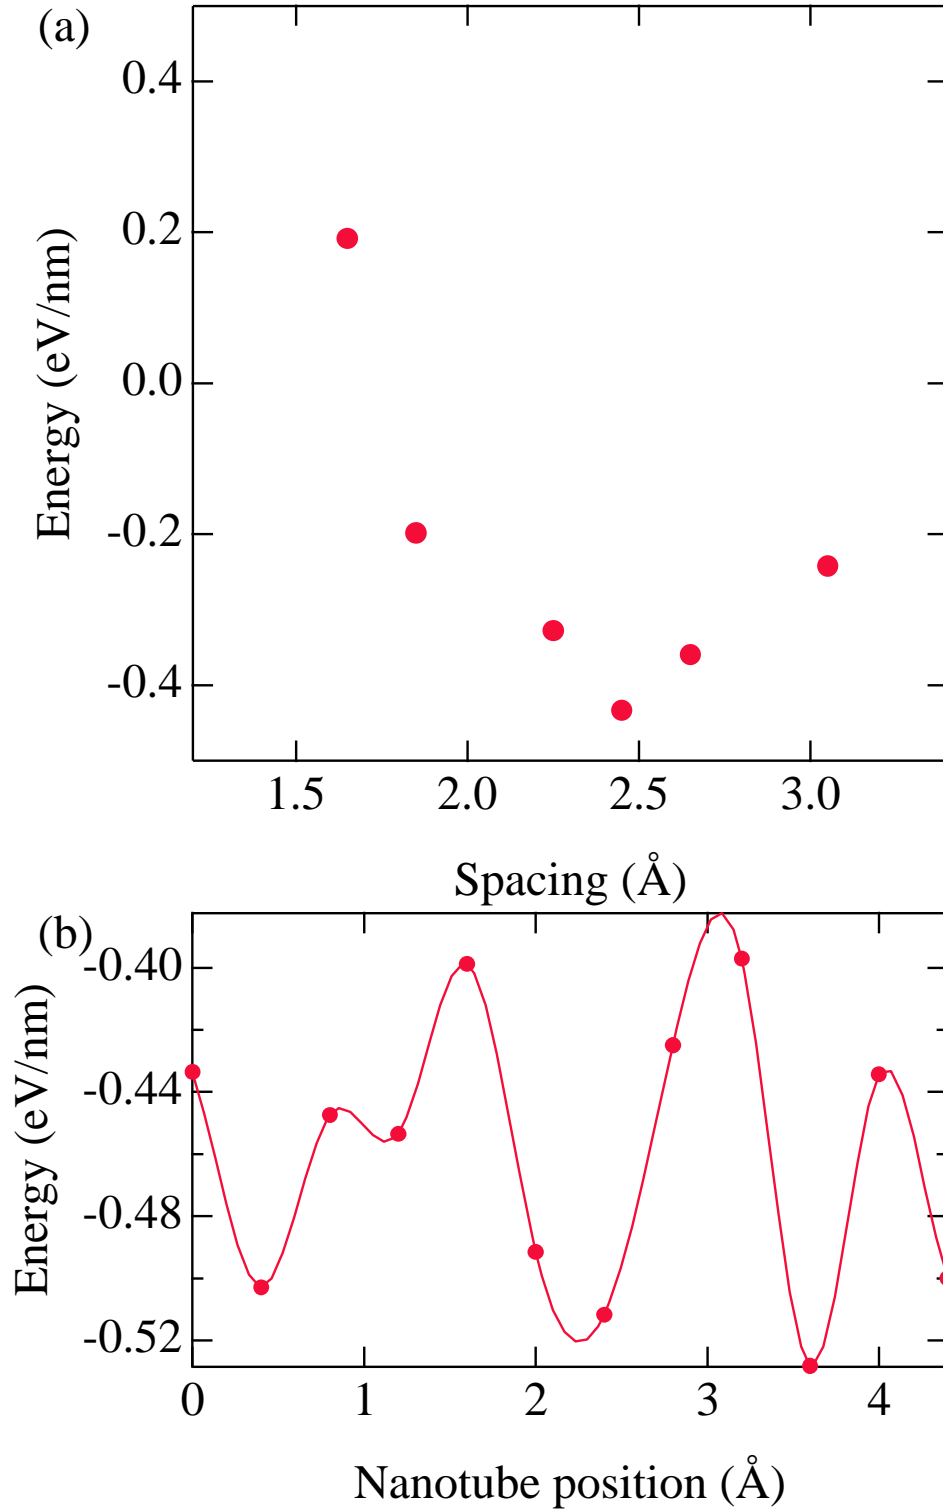 (a)
0.4
0.2
0.0
-0.2
-0.4
Energy (eV/nm)
1.5 2.0 2.5 3.0
Spacing (Å)
(b)
-0.40
-0.44
-0.48
-0.52
Energy (eV/nm)
0 1 2 3 4
Nanotube position (Å)